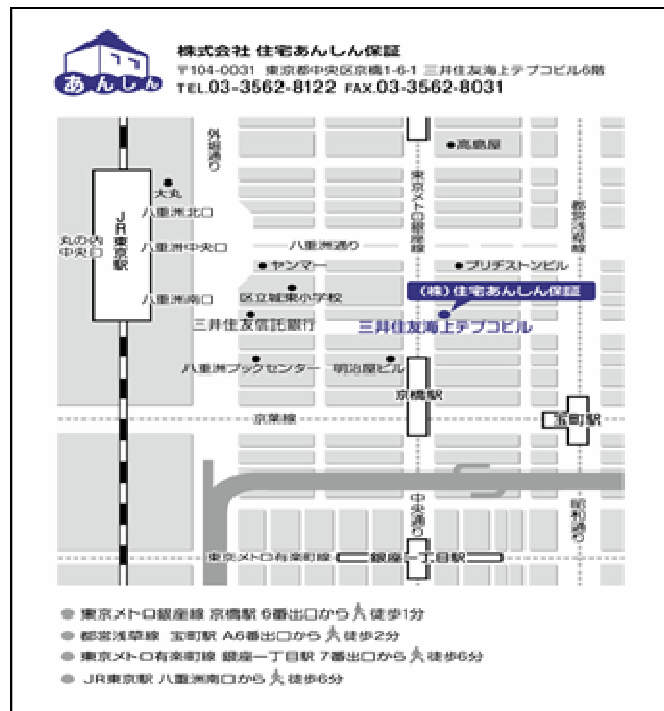 あんしん
株式会社 住宅あんしん保証
〒104-0031 東京都中央区京橋1-6-1 三井住友海上テプコビル6階
TEL.03-3562-8122 FAX.03-3562-8031
外堀通り
高島屋
東京メトロ銀座線
都営浅草線
大丸
八重洲北口
JR東京駅
丸の内
中央口
八重洲中央口
八重洲通り
ヤンマー
ブリヂストンビル
八重洲南口
区立城東小学校
(株)住宅あんしん保証
三井住友信託銀行
三井住友海上テプコビル
八重洲ブックセンター
明治屋ビル
京橋駅
京葉線
宝町駅
中央通り
昭和通り
東京メトロ有楽町線
銀座一丁目駅
東京メトロ銀座線 京橋駅 6番出口から 徒歩1分
都営浅草線 宝町駅 A6番出口から 徒歩2分
東京メトロ有楽町線 銀座一丁目駅 7番出口から 徒歩6分
JR東京駅 八重洲南口から 徒歩6分